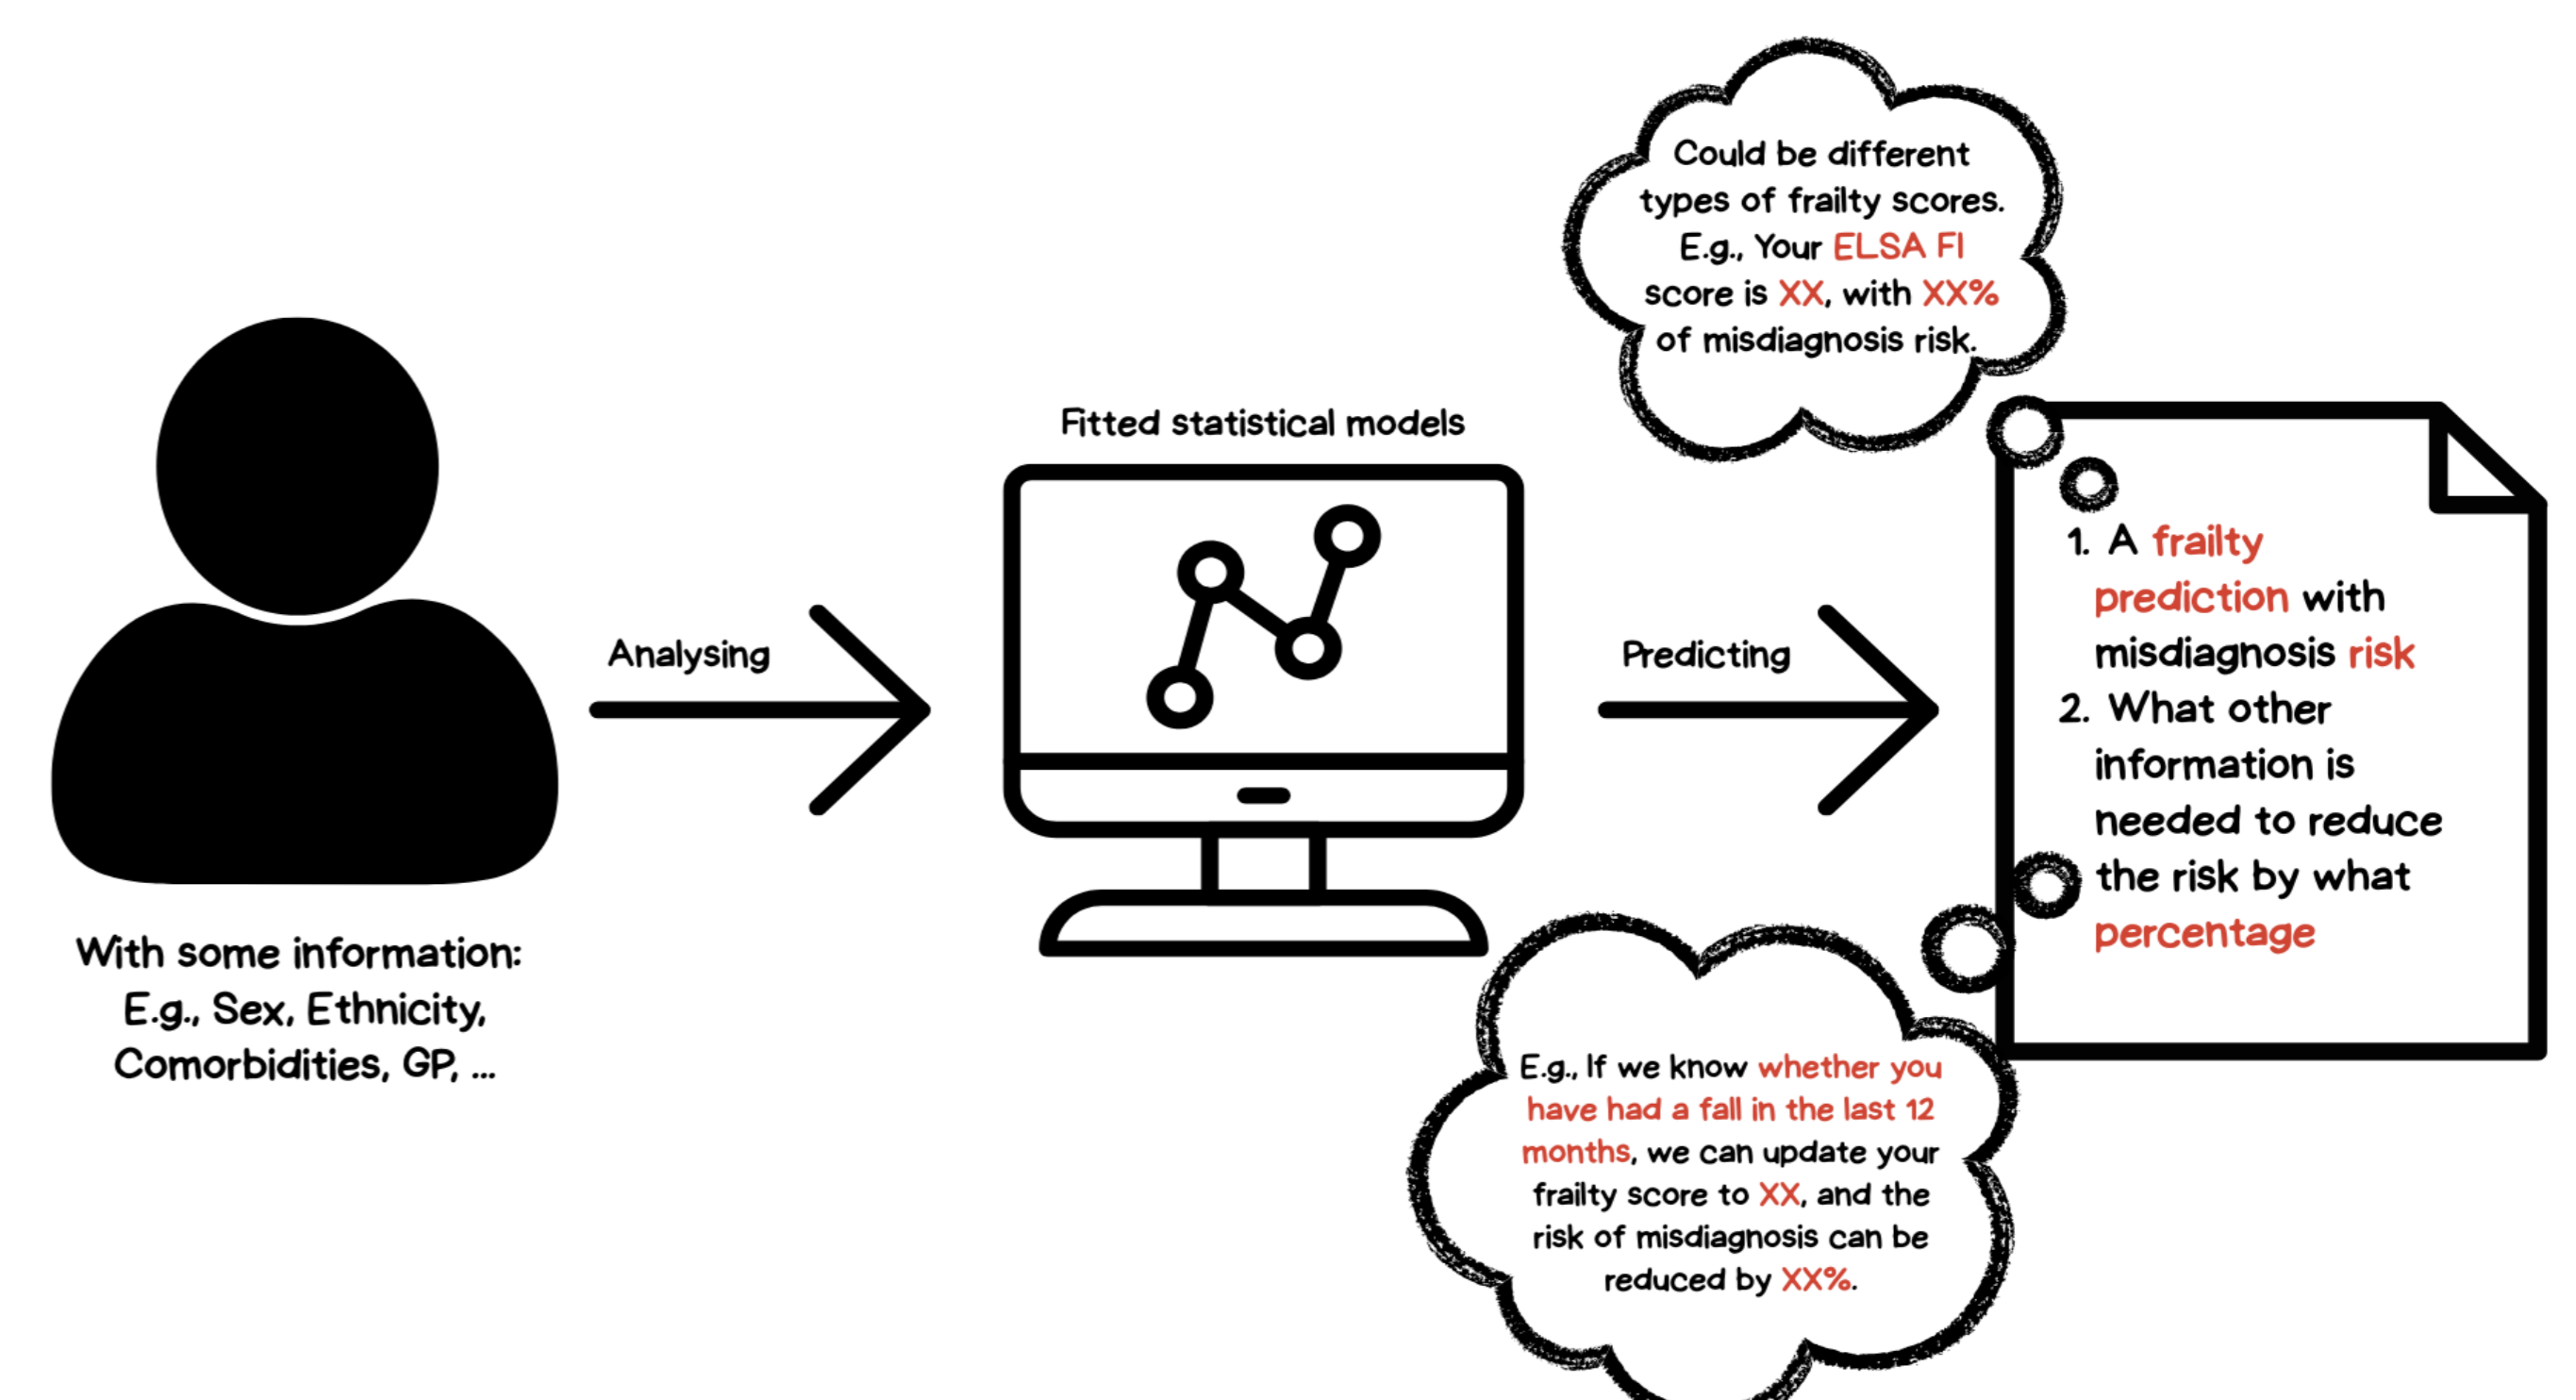 With some information:
E.g., Sex, Ethnicity,
Comorbidities, GP, ...
Analysing
Fitted statistical models
Predicting
Could be different
types of frailty scores.
E.g., Your ELSA FI
score is XX, with XX%
of misdiagnosis risk.
1. A frailty
prediction with
misdiagnosis risk
2. What other
information is
needed to reduce
the risk by what
percentage
E.g., If we know whether you
have had a fall in the last 12
months, we can update your
frailty score to XX, and the
risk of misdiagnosis can be
reduced by XX%.